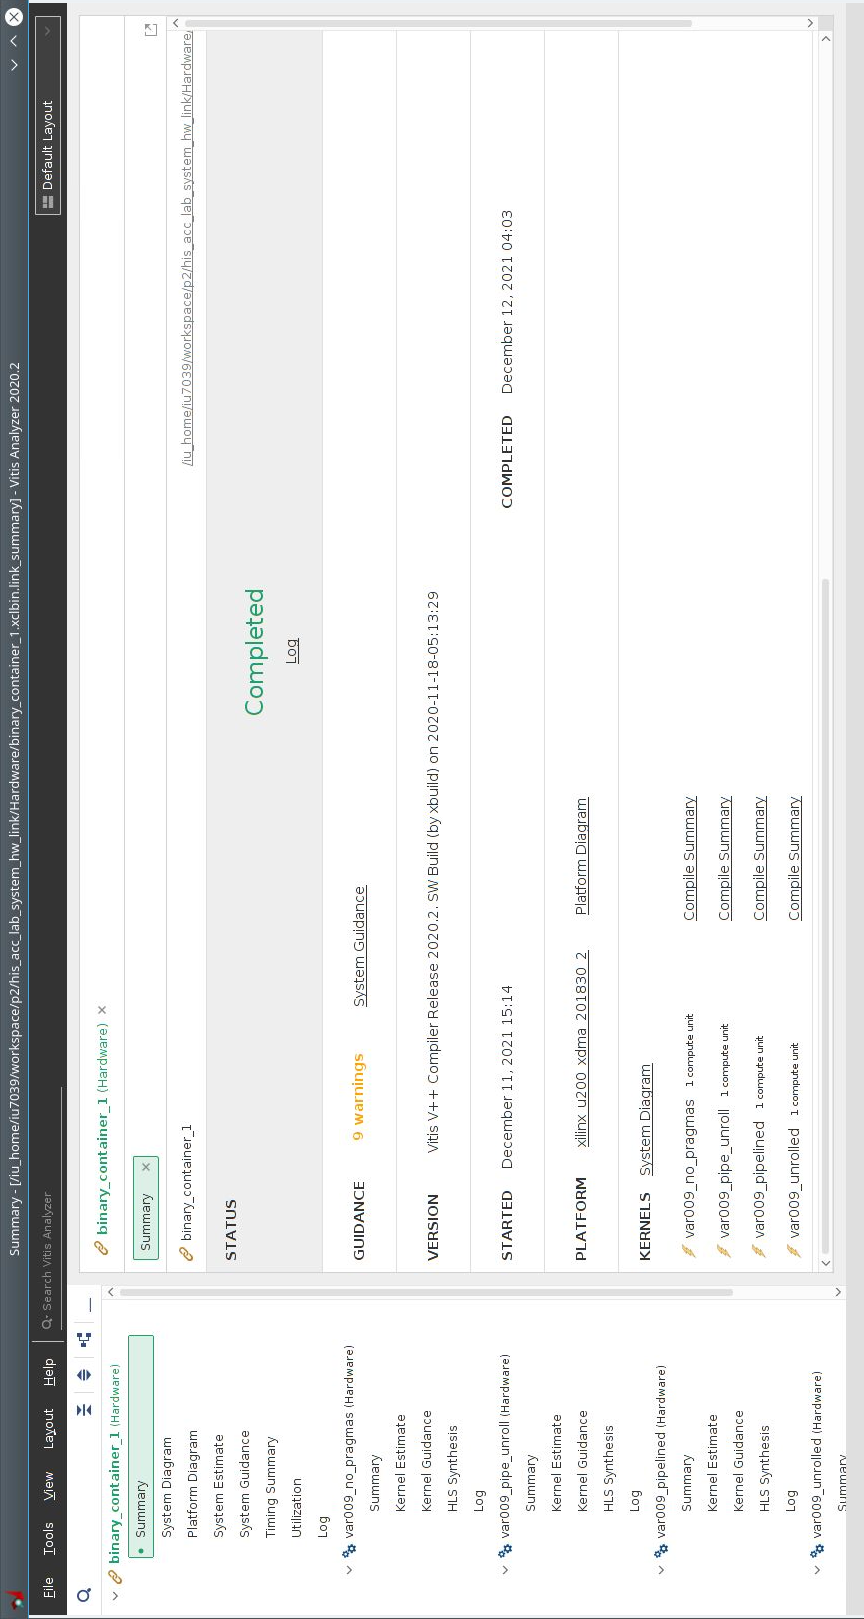 Summary - [/iu_home/iu7039/workspace/p2/his_acc_lab_system_hw_link/Hardware/binary_container_1.xclbin.link_summary] - Vitis Analyzer 2020.2
File Tools View Layout Help Search Vitis Analyzer Default Layout
binary_container_1 (Hardware)
Summary
System Diagram
Platform Diagram
System Estimate
System Guidance
Timing Summary
Utilization
Log
var009_no_pragmas (Hardware)
Summary
Kernel Estimate
Kernel Guidance
HLS Synthesis
Log
var009_pipe_unroll (Hardware)
Summary
Kernel Estimate
Kernel Guidance
HLS Synthesis
Log
var009_pipelined (Hardware)
Summary
Kernel Estimate
Kernel Guidance
HLS Synthesis
Log
var009_unrolled (Hardware)
Summary
binary_container_1 (Hardware) ×
Summary ×
binary_container_1 /iu_home/iu7039/workspace/p2/his_acc_lab_system_hw_link/Hardware/
STATUS
Completed
Log
GUIDANCE 9 warnings System Guidance
VERSION Vitis V++ Compiler Release 2020.2. SW Build (by xbuild) on 2020-11-18-05:13:29
STARTED December 11, 2021 15:14 COMPLETED December 12, 2021 04:03
PLATFORM xilinx_u200_xdma_201830_2 Platform Diagram
KERNELS System Diagram
var009_no_pragmas 1 compute unit Compile Summary
var009_pipe_unroll 1 compute unit Compile Summary
var009_pipelined 1 compute unit Compile Summary
var009_unrolled 1 compute unit Compile Summary